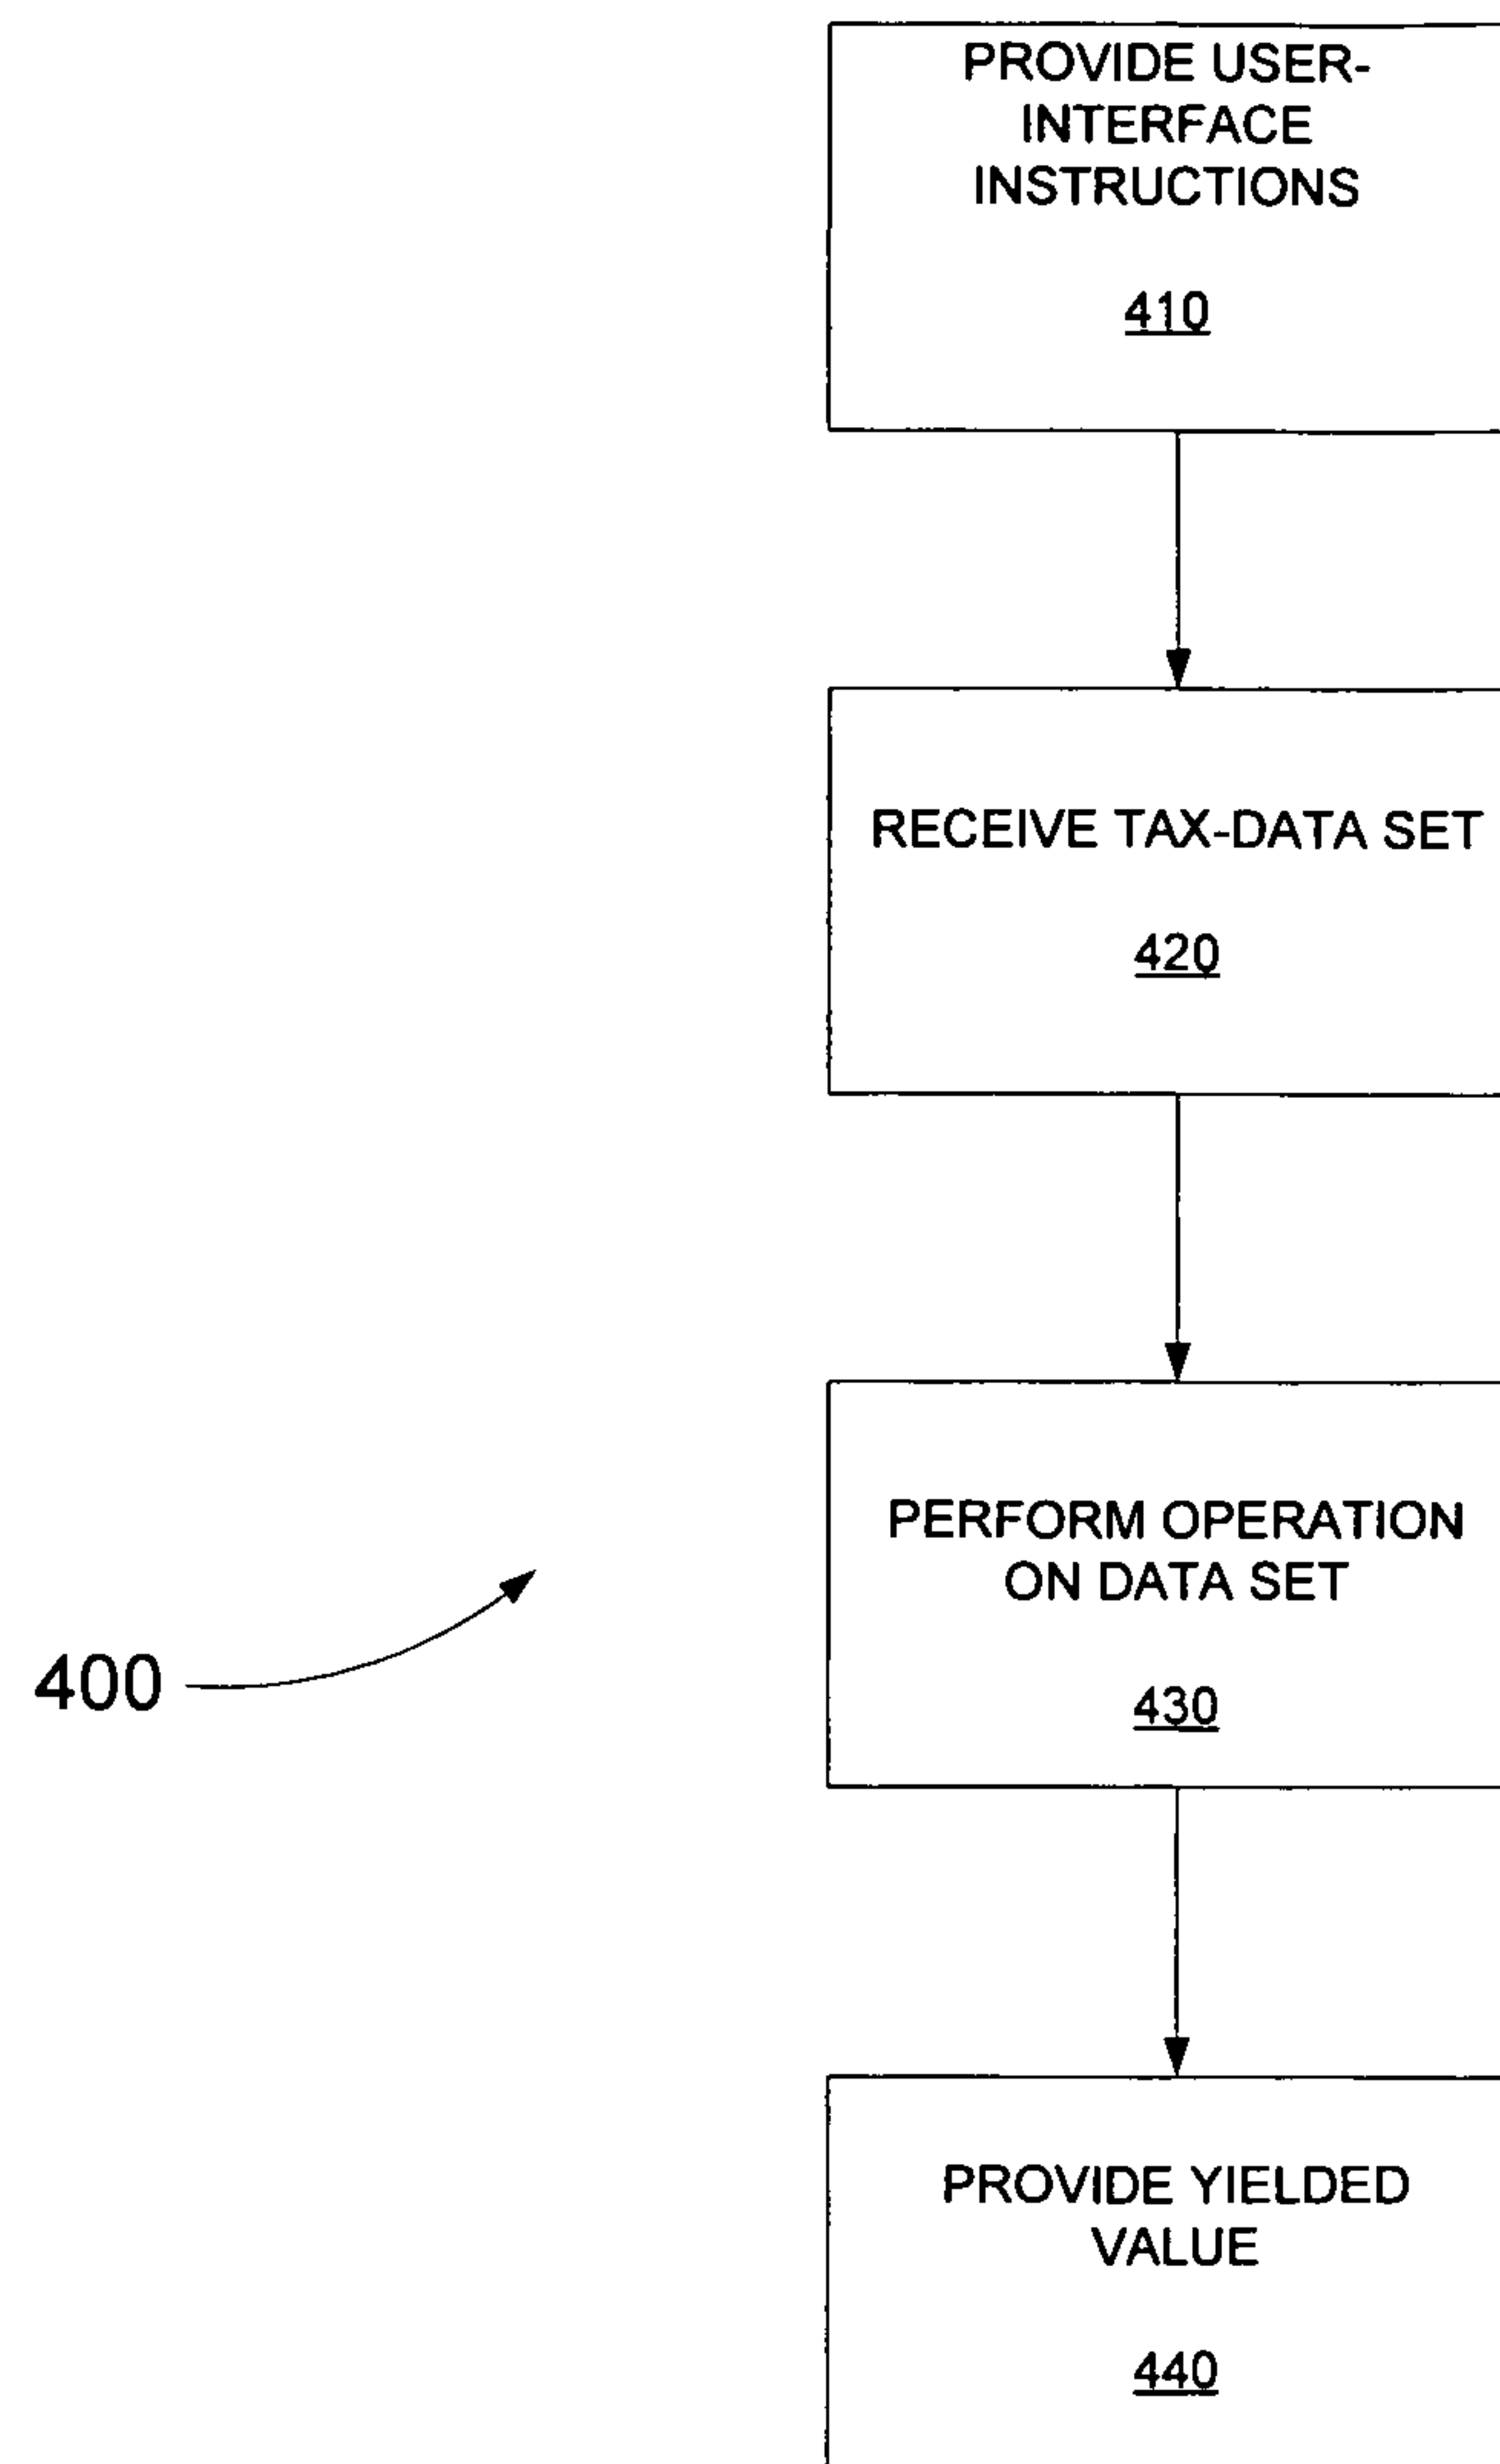 PROVIDE USER-
INTERFACE
INSTRUCTIONS
410
RECEIVE TAX-DATA SET
420
PERFORM OPERATION
ON DATA SET
430
400
PROVIDE YIELDED
VALUE
440